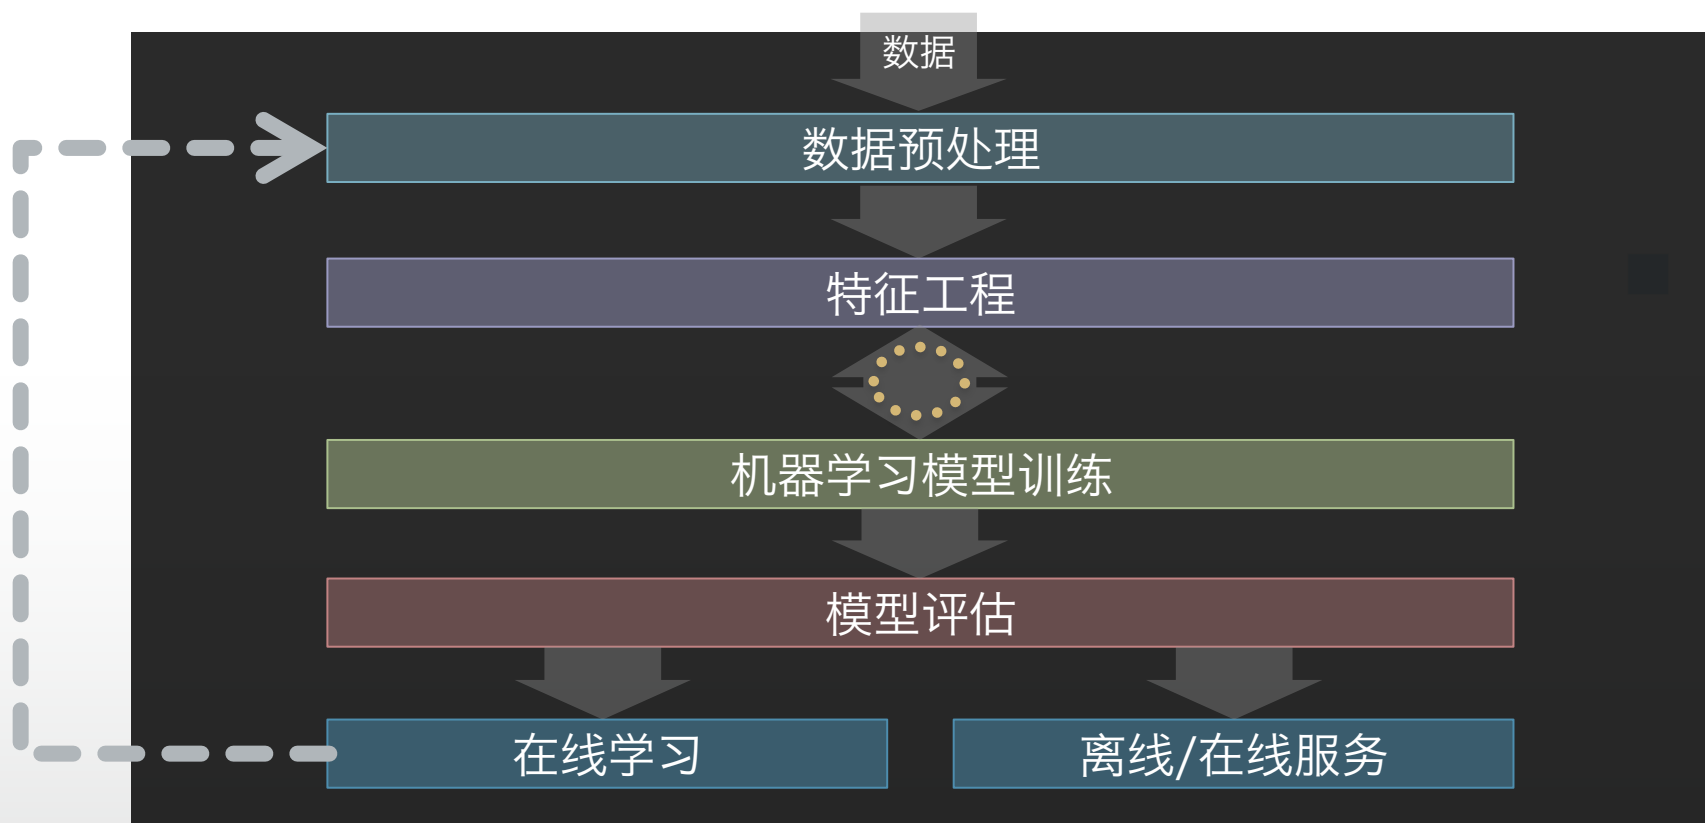 数据
数据预处理
特征工程
机器学习模型训练
模型评估
在线学习
离线/在线服务